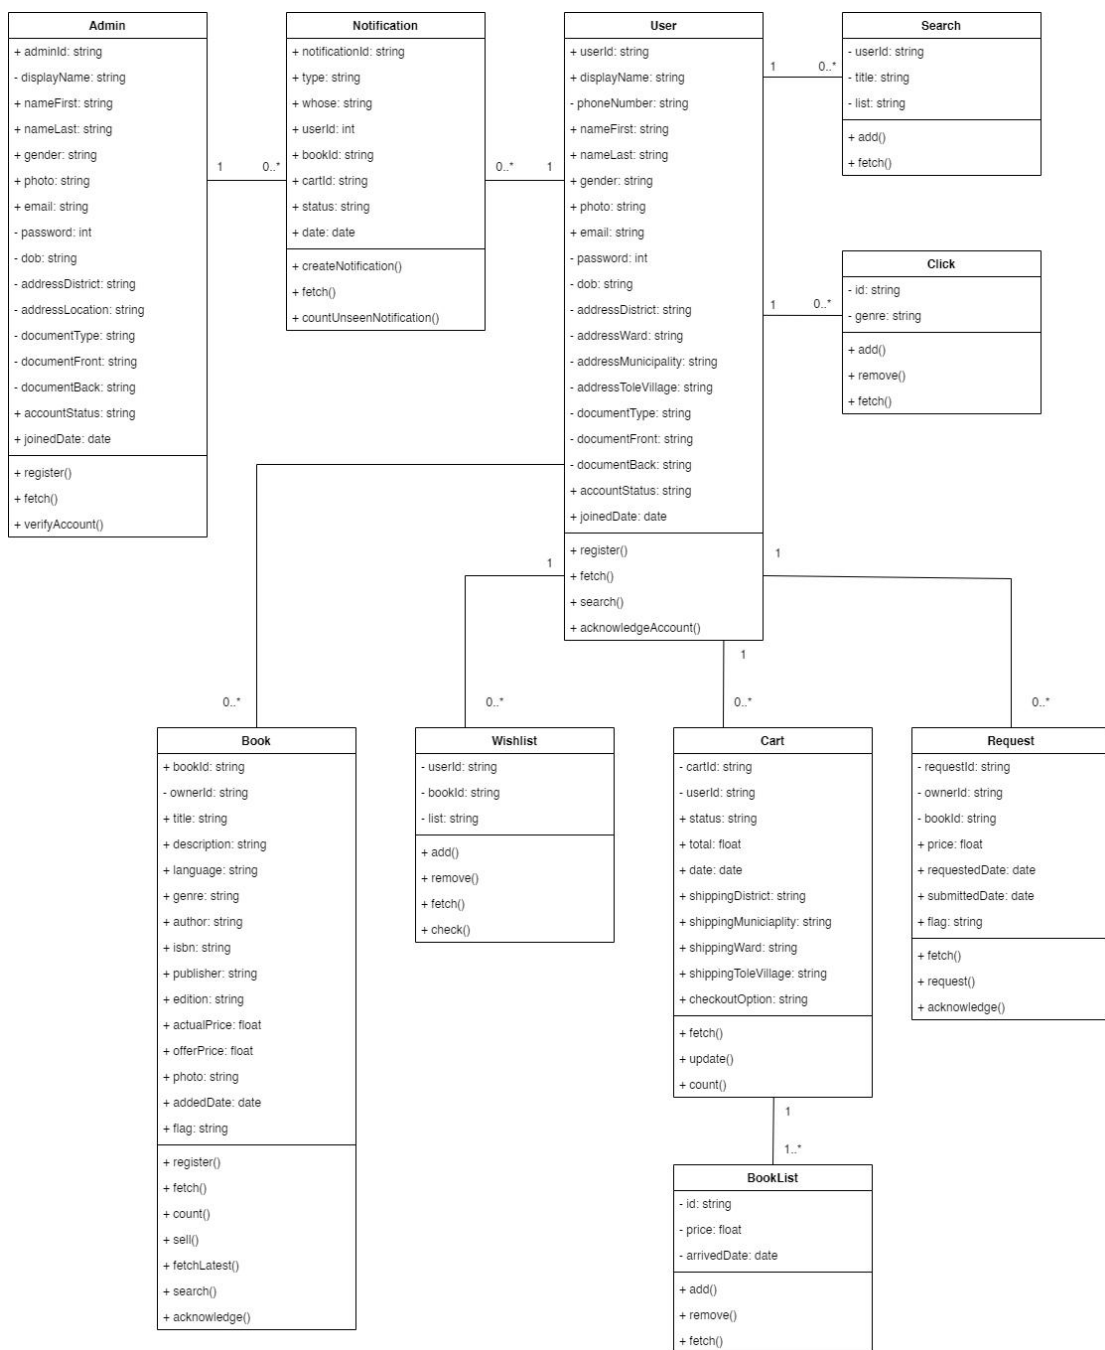 Admin
+ adminId: string
- displayName: string
+ nameFirst: string
+ nameLast: string
+ gender: string
+ photo: string
+ email: string
- password: int
- dob: string
- addressDistrict: string
- addressLocation: string
- documentType: string
- documentFront: string
- documentBack: string
+ accountStatus: string
+ joinedDate: date
+ register()
+ fetch()
+ verifyAccount()
1
0..*
Notification
+ notificationId: string
+ type: string
+ whose: string
+ userId: int
+ bookId: string
+ cartId: string
+ status: string
+ date: date
+ createNotification()
+ fetch()
+ countUnseenNotification()
0..*
1
User
+ userId: string
+ displayName: string
- phoneNumber: string
+ nameFirst: string
+ nameLast: string
+ gender: string
+ photo: string
+ email: string
- password: int
- dob: string
- addressDistrict: string
- addressWard: string
- addressMunicipality: string
- addressToleVillage: string
- documentType: string
- documentFront: string
- documentBack: string
+ accountStatus: string
+ joinedDate: date
+ register()
+ fetch()
+ search()
+ acknowledgeAccount()
1
0..*
Search
- userId: string
- title: string
- list: string
+ add()
+ fetch()
1
0..*
Click
- id: string
- genre: string
+ add()
+ remove()
+ fetch()
1
1
1
0..*
0..*
0..*
0..*
Book
+ bookId: string
- ownerId: string
+ title: string
+ description: string
+ language: string
+ genre: string
+ author: string
+ isbn: string
+ publisher: string
+ edition: string
+ actualPrice: float
+ offerPrice: float
+ photo: string
+ addedDate: date
+ flag: string
+ register()
+ fetch()
+ count()
+ sell()
+ fetchLatest()
+ search()
+ acknowledge()
Wishlist
- userId: string
- bookId: string
- list: string
+ add()
+ remove()
+ fetch()
+ check()
Cart
- cartId: string
- userId: string
+ status: string
+ total: float
+ date: date
+ shippingDistrict: string
+ shippingMuniciaplity: string
+ shippingWard: string
+ shippingToleVillage: string
+ checkoutOption: string
+ fetch()
+ update()
+ count()
Request
- requestId: string
- ownerId: string
- bookId: string
+ price: float
+ requestedDate: date
+ submittedDate: date
+ flag: string
+ fetch()
+ request()
+ acknowledge()
1
1..*
BookList
- id: string
- price: float
- arrivedDate: date
+ add()
+ remove()
+ fetch()